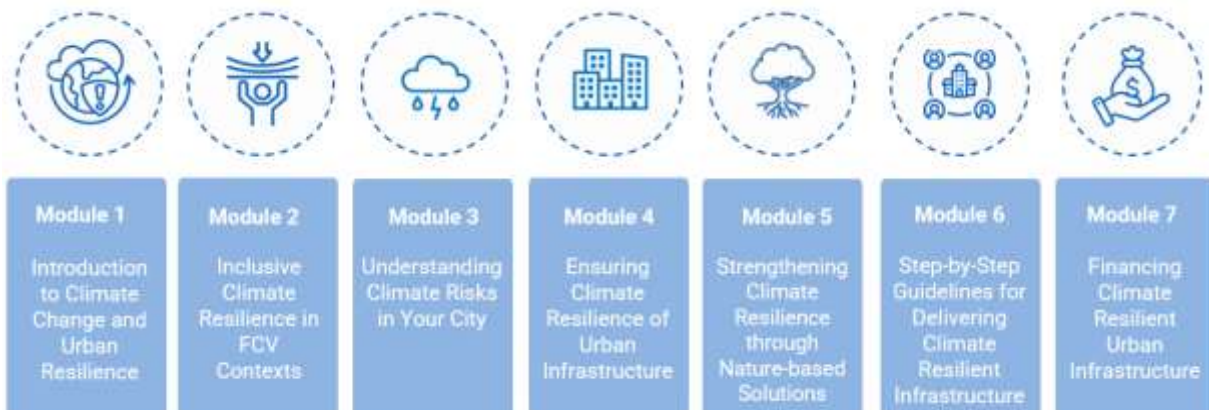 Module 1
Introduction
to Climate
Change and
Urban
Resilience
Module 2
Inclusive
Climate
Resilience in
FCV
Contexts
Module 3
Understanding
Climate Risks
in Your City
Module 4
Ensuring
Climate
Resilience of
Urban
Infrastructure
Module 5
Strengthening
Climate
Resilience
through
Nature-based
Solutions
Module 6
Step-by-Step
Guidelines for
Delivering
Climate
Resilient
Infrastructure
Module 7
Financing
Climate
Resilient
Urban
Infrastructure